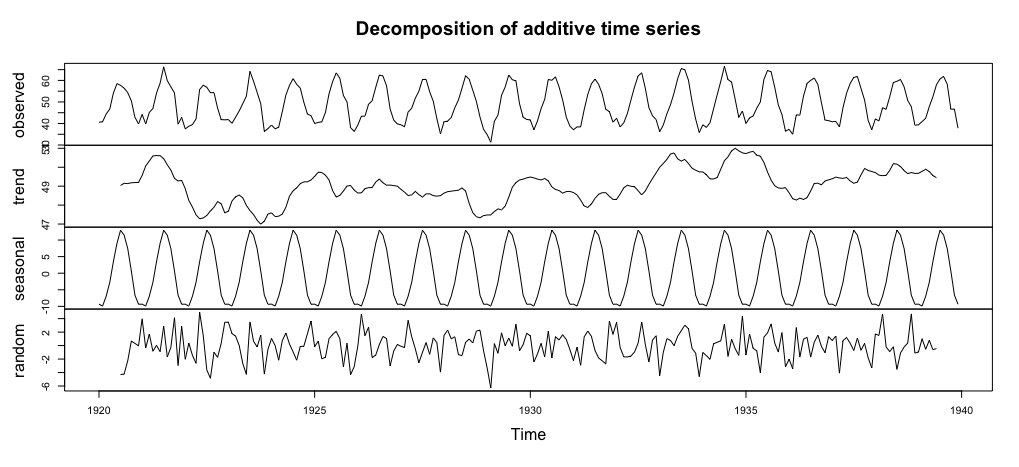 Decomposition of additive time series
observed
40 50 60
trend
47 49
seasonal
-10 0 5
random
-6 -2 2
1920 1925 1930 1935 1940
Time